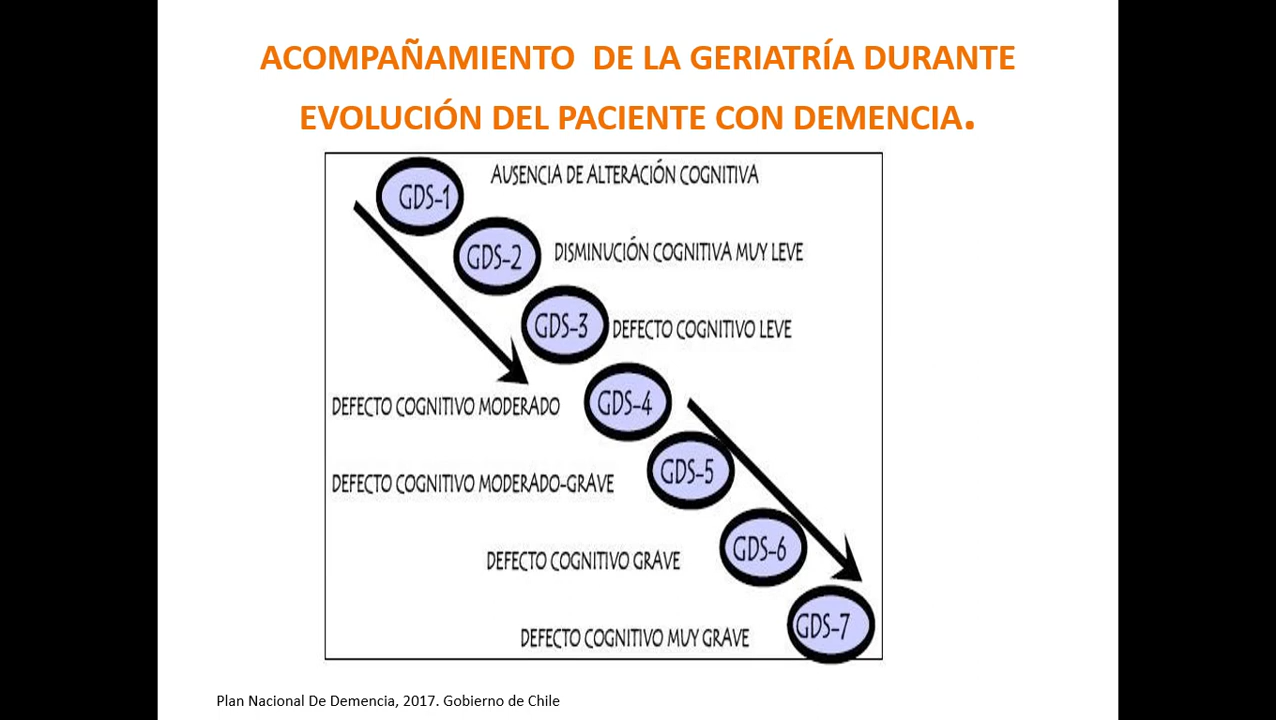 ACOMPAÑAMIENTO DE LA GERIATRÍA DURANTE
EVOLUCIÓN DEL PACIENTE CON DEMENCIA.
GDS-1 AUSENCIA DE ALTERACIÓN COGNITIVA
GDS-2 DISMINUCIÓN COGNITIVA MUY LEVE
GDS-3 DEFECTO COGNITIVO LEVE
DEFECTO COGNITIVO MODERADO GDS-4
DEFECTO COGNITIVO MODERADO-GRAVE GDS-5
DEFECTO COGNITIVO GRAVE GDS-6
DEFECTO COGNITIVO MUY GRAVE GDS-7
Plan Nacional De Demencia, 2017. Gobierno de Chile